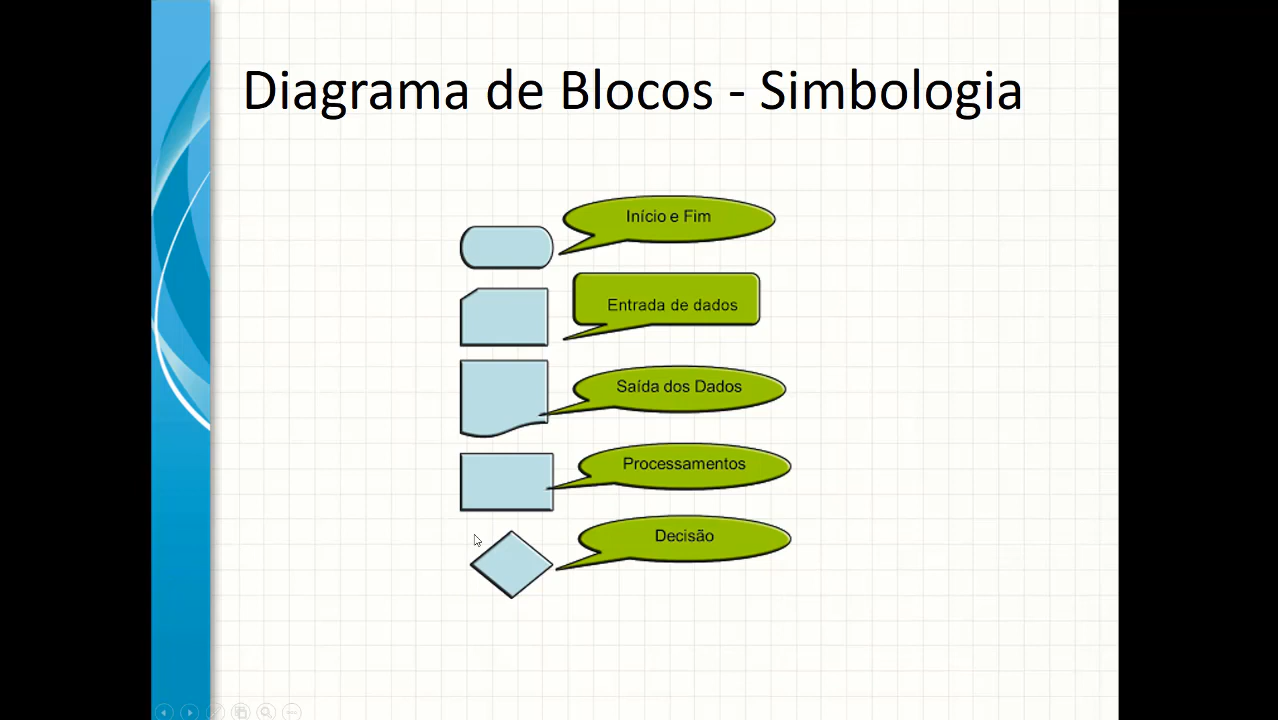 Diagrama de Blocos - Simbologia
Início e Fim
Entrada de dados
Saída dos Dados
Processamentos
Decisão